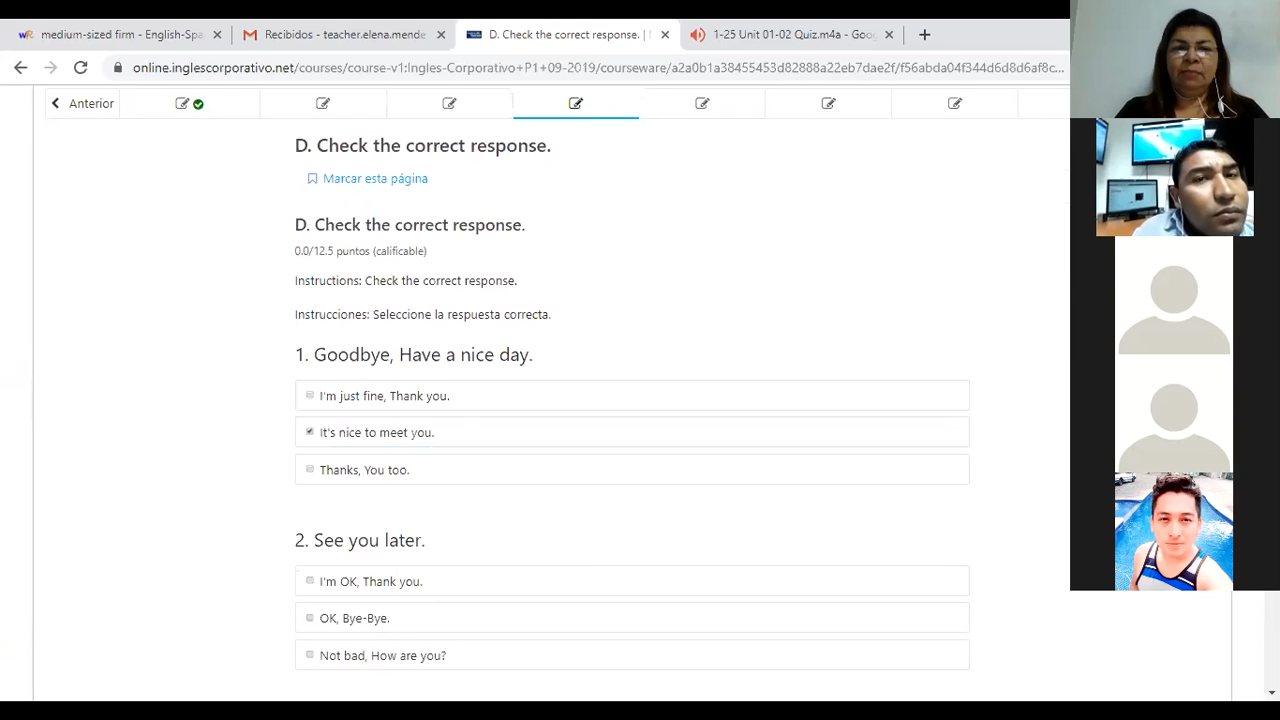 medium-sized firm - English-Spa
Recibidos - teacher.elena.mende
D. Check the correct response. |
1-25 Unit 01-02 Quiz.m4a - Goo
online.inglescorporativo.net/courses/course-v1:Ingles-Corporativo+P1+09-2019/courseware/a2a0b1a38455453d82888a22eb7dae2f/f56abda04f344d6d8d6af8c...
Anterior
D. Check the correct response.
Marcar esta página
D. Check the correct response.
0.0/12.5 puntos (calificable)
Instructions: Check the correct response.
Instrucciones: Seleccione la respuesta correcta.
1. Goodbye, Have a nice day.
I'm just fine, Thank you.
It's nice to meet you.
Thanks, You too.
2. See you later.
I'm OK, Thank you.
OK, Bye-Bye.
Not bad, How are you?